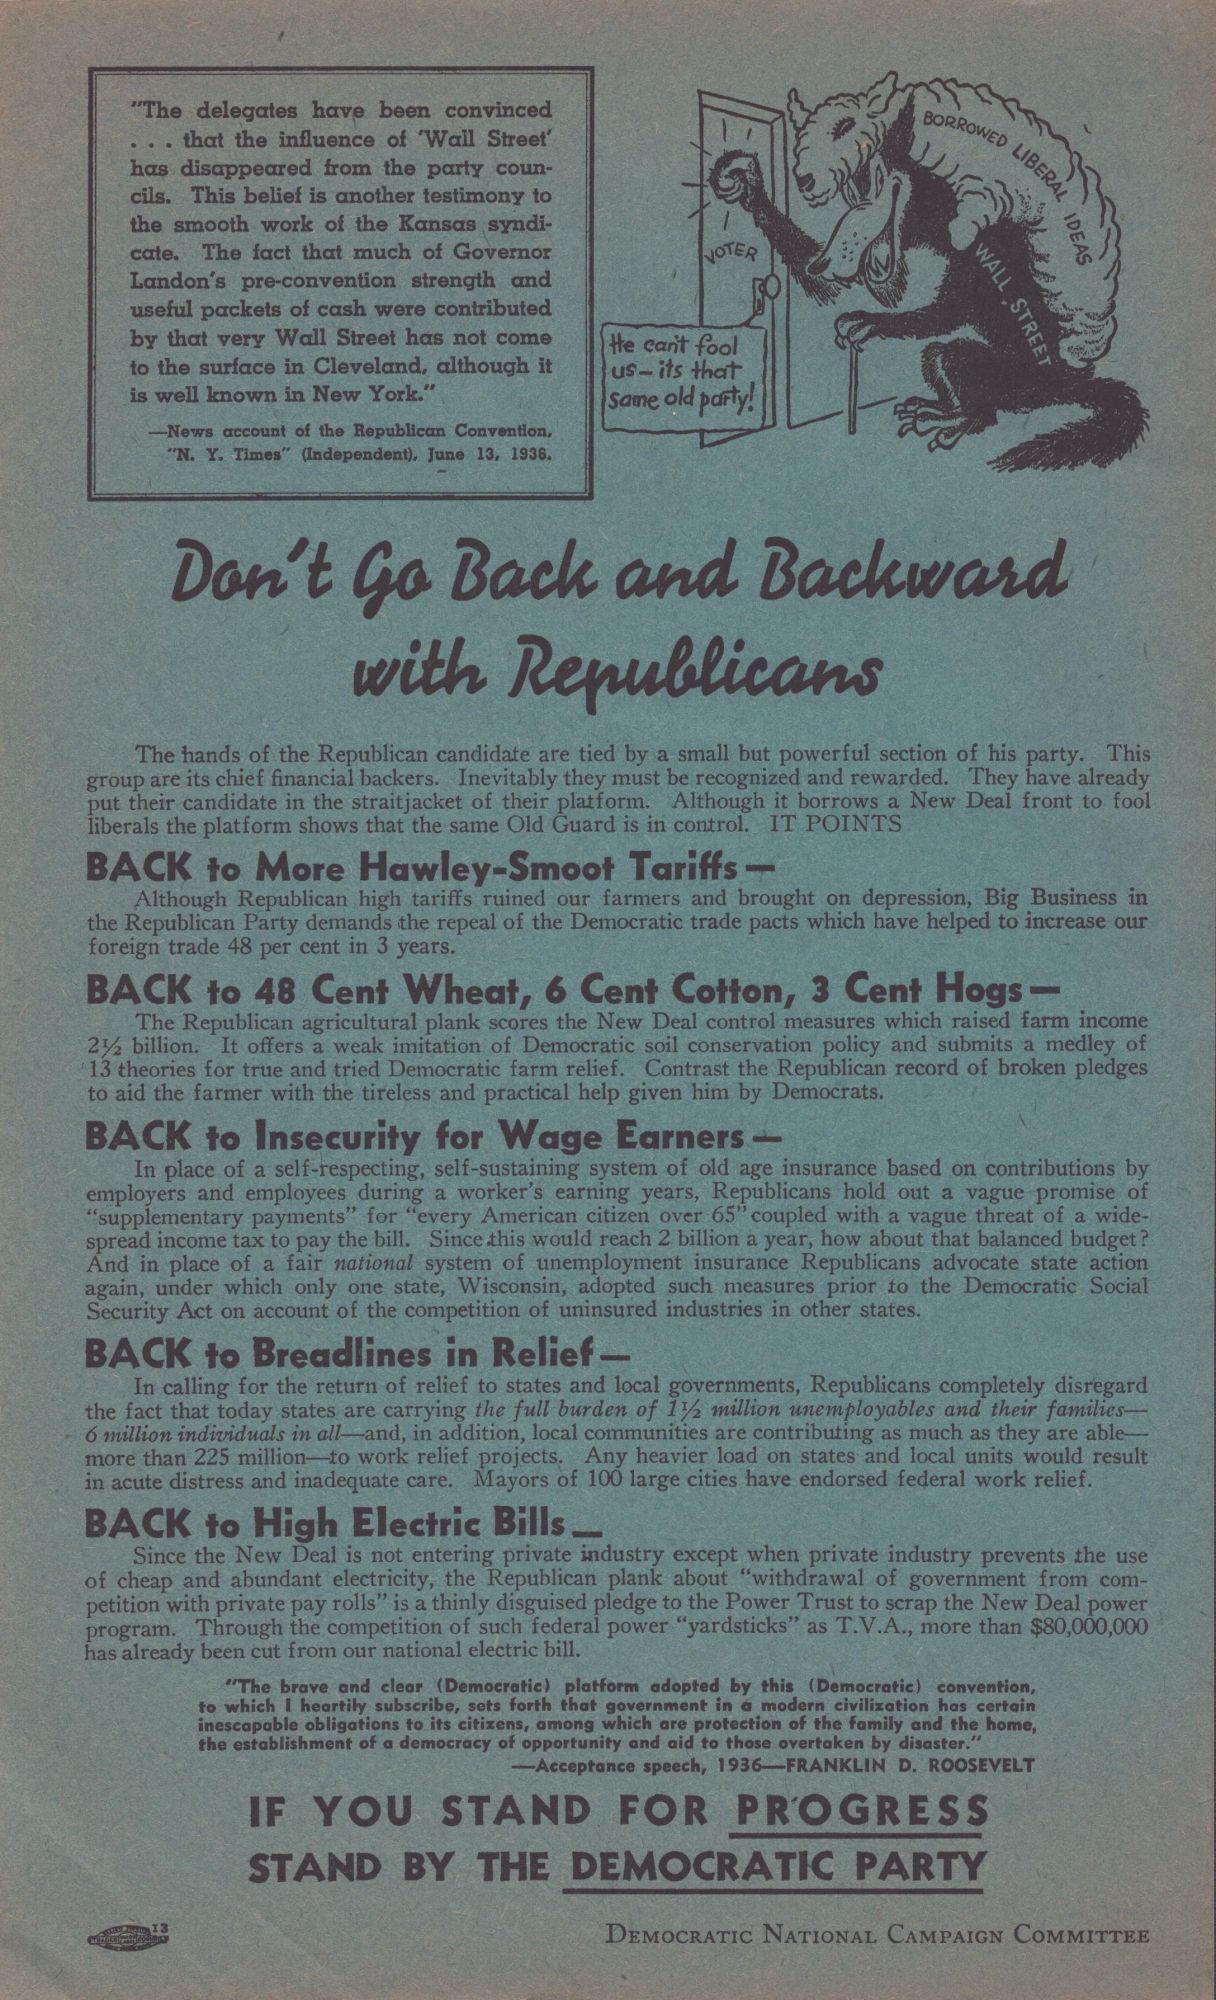 "The delegates have been convinced
. . . that the influence of 'Wall Street'
has disappeared from the party coun-
cils. This belief is another testimony to
the smooth work of the Kansas syndi-
cate. The fact that much of Governor
Landon's pre-convention strength and
useful packets of cash were contributed
by that very Wall Street has not come
to the surface in Cleveland, although it
is well known in New York."
—News account of the Republican Convention,
"N. Y. Times" (Independent), June 13, 1936.
BORROWED LIBERAL IDEAS
WALL STREET
VOTER
He can't fool
us—its that
same old party!
Don't Go Back and Backward
with Republicans
The hands of the Republican candidate are tied by a small but powerful section of his party. This
group are its chief financial backers. Inevitably they must be recognized and rewarded. They have already
put their candidate in the straitjacket of their platform. Although it borrows a New Deal front to fool
liberals the platform shows that the same Old Guard is in control. IT POINTS
BACK to More Hawley-Smoot Tariffs—
Although Republican high tariffs ruined our farmers and brought on depression, Big Business in
the Republican Party demands the repeal of the Democratic trade pacts which have helped to increase our
foreign trade 48 per cent in 3 years.
BACK to 48 Cent Wheat, 6 Cent Cotton, 3 Cent Hogs—
The Republican agricultural plank scores the New Deal control measures which raised farm income
2½ billion. It offers a weak imitation of Democratic soil conservation policy and submits a medley of
13 theories for true and tried Democratic farm relief. Contrast the Republican record of broken pledges
to aid the farmer with the tireless and practical help given him by Democrats.
BACK to Insecurity for Wage Earners—
In place of a self-respecting, self-sustaining system of old age insurance based on contributions by
employers and employees during a worker's earning years, Republicans hold out a vague promise of
"supplementary payments" for "every American citizen over 65" coupled with a vague threat of a wide-
spread income tax to pay the bill. Since this would reach 2 billion a year, how about that balanced budget?
And in place of a fair national system of unemployment insurance Republicans advocate state action
again, under which only one state, Wisconsin, adopted such measures prior to the Democratic Social
Security Act on account of the competition of uninsured industries in other states.
BACK to Breadlines in Relief—
In calling for the return of relief to states and local governments, Republicans completely disregard
the fact that today states are carrying the full burden of 1½ million unemployables and their families—
6 million individuals in all—and, in addition, local communities are contributing as much as they are able—
more than 225 million—to work relief projects. Any heavier load on states and local units would result
in acute distress and inadequate care. Mayors of 100 large cities have endorsed federal work relief.
BACK to High Electric Bills—
Since the New Deal is not entering private industry except when private industry prevents the use
of cheap and abundant electricity, the Republican plank about "withdrawal of government from com-
petition with private pay rolls" is a thinly disguised pledge to the Power Trust to scrap the New Deal power
program. Through the competition of such federal power "yardsticks" as T.V.A., more than $80,000,000
has already been cut from our national electric bill.
"The brave and clear (Democratic) platform adopted by this (Democratic) convention,
to which I heartily subscribe, sets forth that government in a modern civilization has certain
inescapable obligations to its citizens, among which are protection of the family and the home,
the establishment of a democracy of opportunity and aid to those overtaken by disaster."
—Acceptance speech, 1936—FRANKLIN D. ROOSEVELT
IF YOU STAND FOR PROGRESS
STAND BY THE DEMOCRATIC PARTY
13
DEMOCRATIC NATIONAL CAMPAIGN COMMITTEE